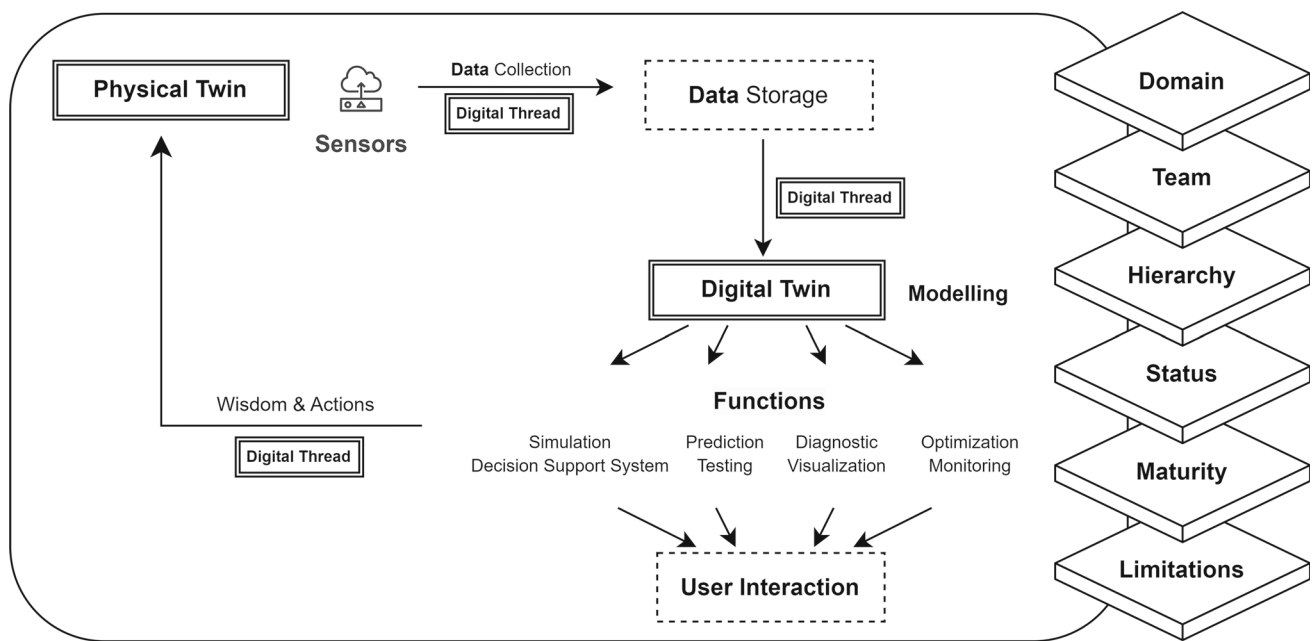 Physical Twin
Sensors
Data Collection
Digital Thread
Data Storage
Digital Thread
Digital Twin
Modelling
Functions
Simulation
Decision Support System
Prediction
Testing
Diagnostic
Visualization
Optimization
Monitoring
User Interaction
Wisdom & Actions
Digital Thread
Domain
Team
Hierarchy
Status
Maturity
Limitations